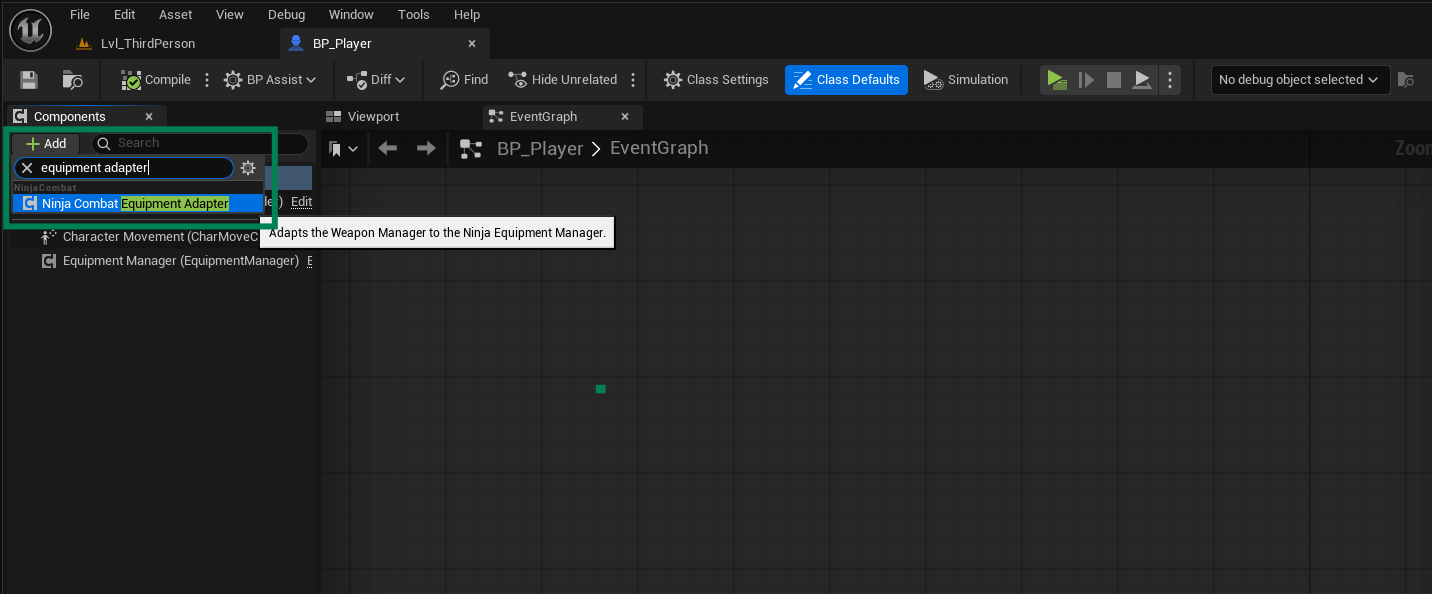 File Edit Asset View Debug Window Tools Help
Lvl_ThirdPerson BP_Player
Compile BP Assist Diff Find Hide Unrelated Class Settings Class Defaults Simulation No debug object selected
Components Viewport EventGraph
Add Search
BP_Player > EventGraph Zoom
equipment adapter
NinjaCombat
Ninja Combat Equipment Adapter
Edit
Adapts the Weapon Manager to the Ninja Equipment Manager.
Character Movement (CharMoveC
Equipment Manager (EquipmentManager)